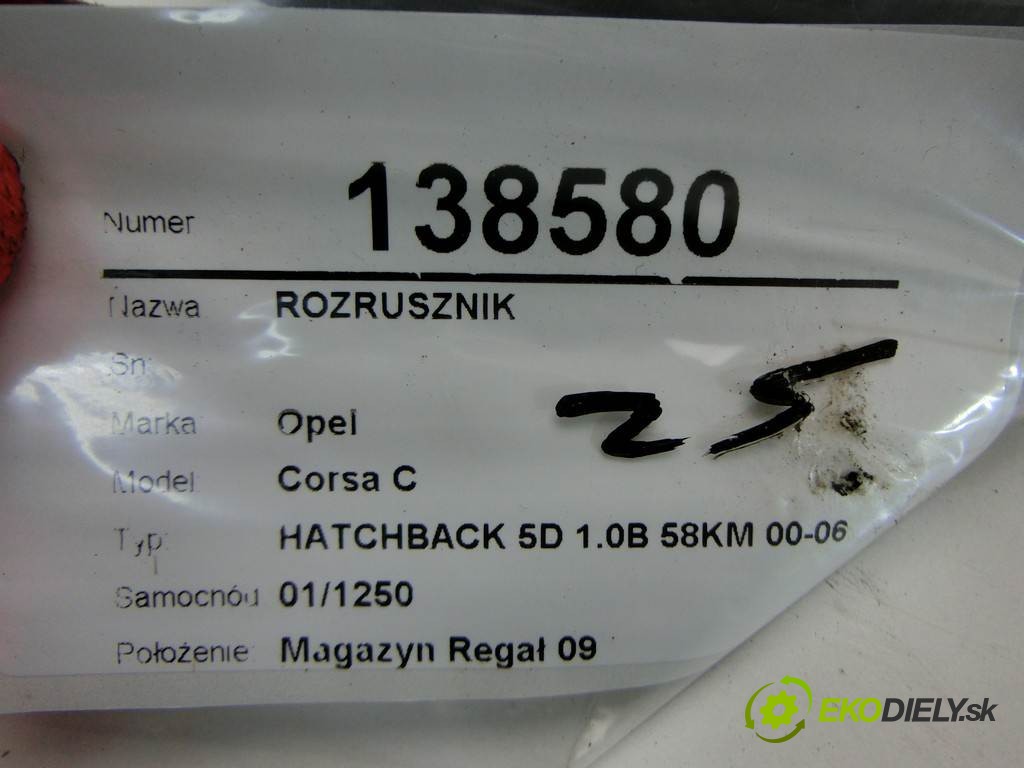 Numer 138580
Nazwa ROZRUSZNIK
Sn:
Marka Opel
25
Model Corsa C
Typ: HATCHBACK 5D 1.0B 58KM 00-06
Samochód 01/1250
Położenie: Magazyn Regał 09
EKODIELY.sk